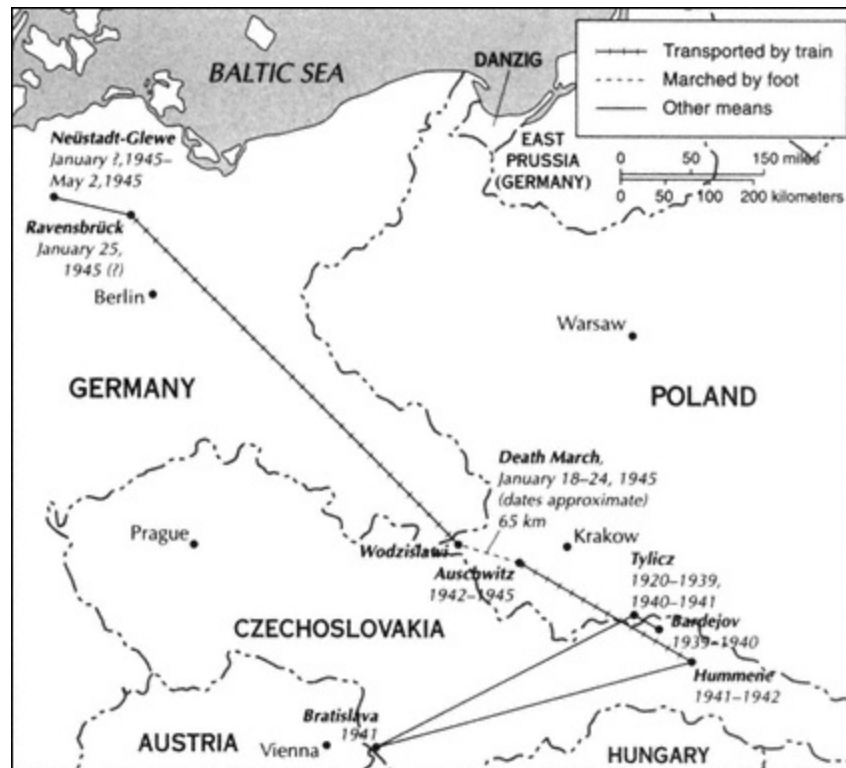 BALTIC SEA
DANZIG
Transported by train
Marched by foot
Other means
EAST
PRUSSIA
(GERMANY)
0 50 150 miles
0 50 100 200 kilometers
Neüstadt-Glewe
January ?, 1945–
May 2, 1945
Ravensbrück
January 25,
1945 (?)
Berlin
Warsaw
GERMANY
POLAND
Death March,
January 18–24, 1945
(dates approximate)
65 km
Prague
Krakow
Wodzislawi
Auschwitz
1942–1945
Tylicz
1920–1939,
1940–1941
"Bardejov
1939–1940
CZECHOSLOVAKIA
Hummene
1941–1942
Bratislava
1941
AUSTRIA
Vienna
HUNGARY